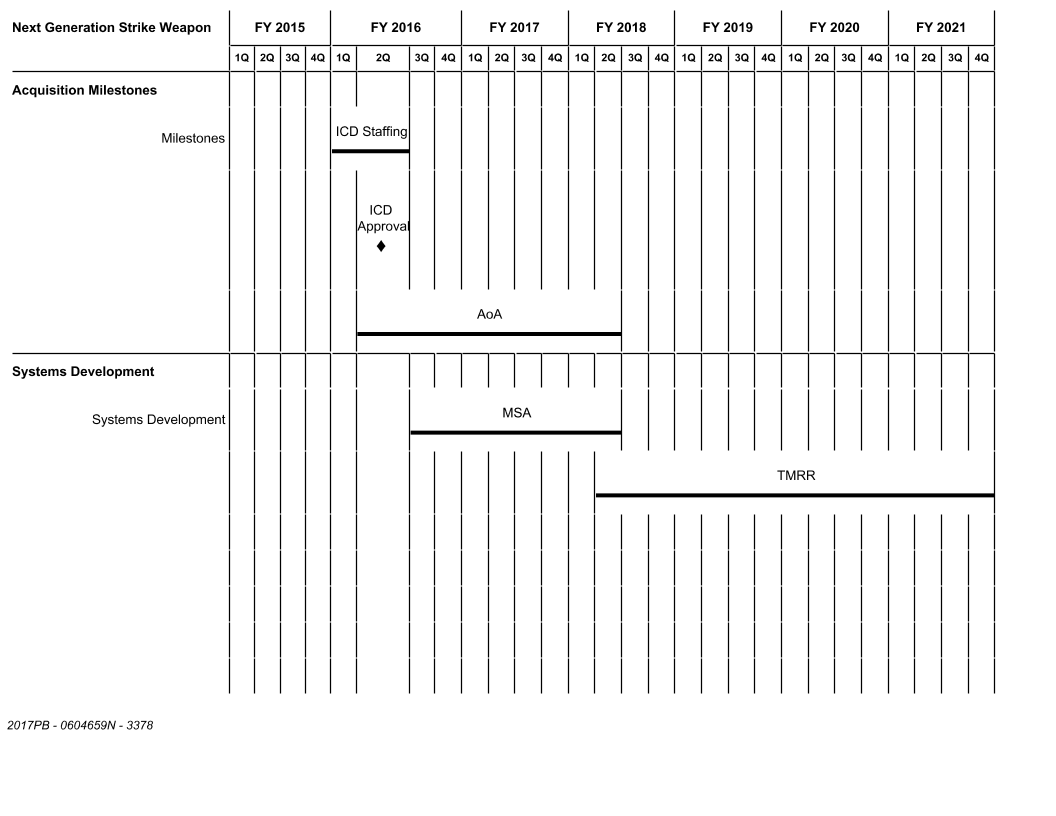 Next Generation Strike Weapon FY 2015 FY 2016 FY 2017 FY 2018 FY 2019 FY 2020 FY 2021
1Q 2Q 3Q 4Q 1Q 2Q 3Q 4Q 1Q 2Q 3Q 4Q 1Q 2Q 3Q 4Q 1Q 2Q 3Q 4Q 1Q 2Q 3Q 4Q 1Q 2Q 3Q 4Q
Acquisition Milestones
Milestones ICD Staffing
ICD
Approval
AoA
Systems Development
Systems Development MSA
TMRR
2017PB - 0604659N - 3378